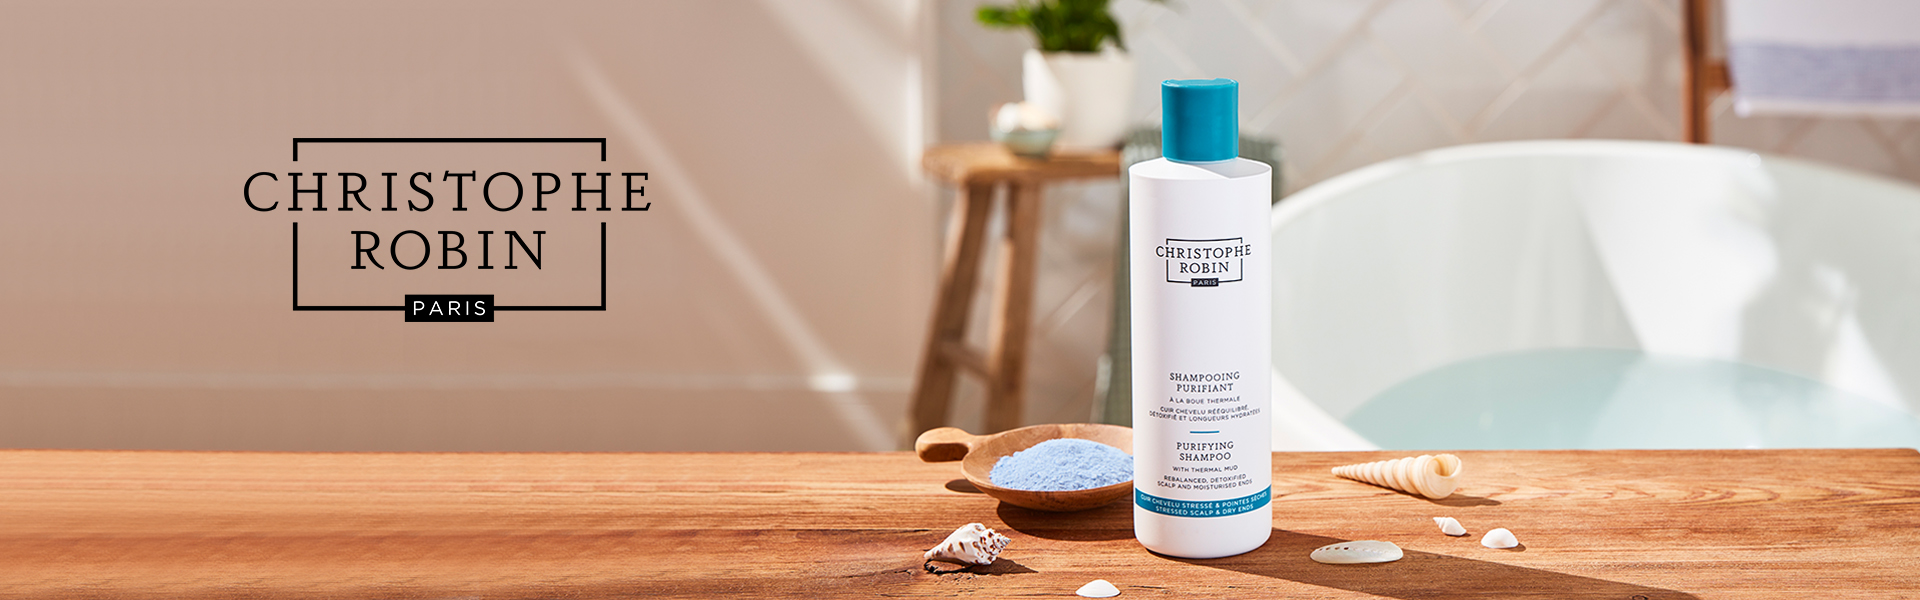 CHRISTOPHE
ROBIN
PARIS
CHRISTOPHE
ROBIN
PARIS
SHAMPOOING
PURIFIANT
À LA BOUE THERMALE
CUIR CHEVELU RÉÉQUILIBRÉ,
DÉTOXIFIÉ ET LONGUEURS HYDRATÉES
PURIFYING
SHAMPOO
WITH THERMAL MUD
REBALANCED, DETOXIFIED
SCALP AND MOISTURISED ENDS
CUIR CHEVELU STRESSÉ & POINTES SÈCHES
STRESSED SCALP & DRY ENDS